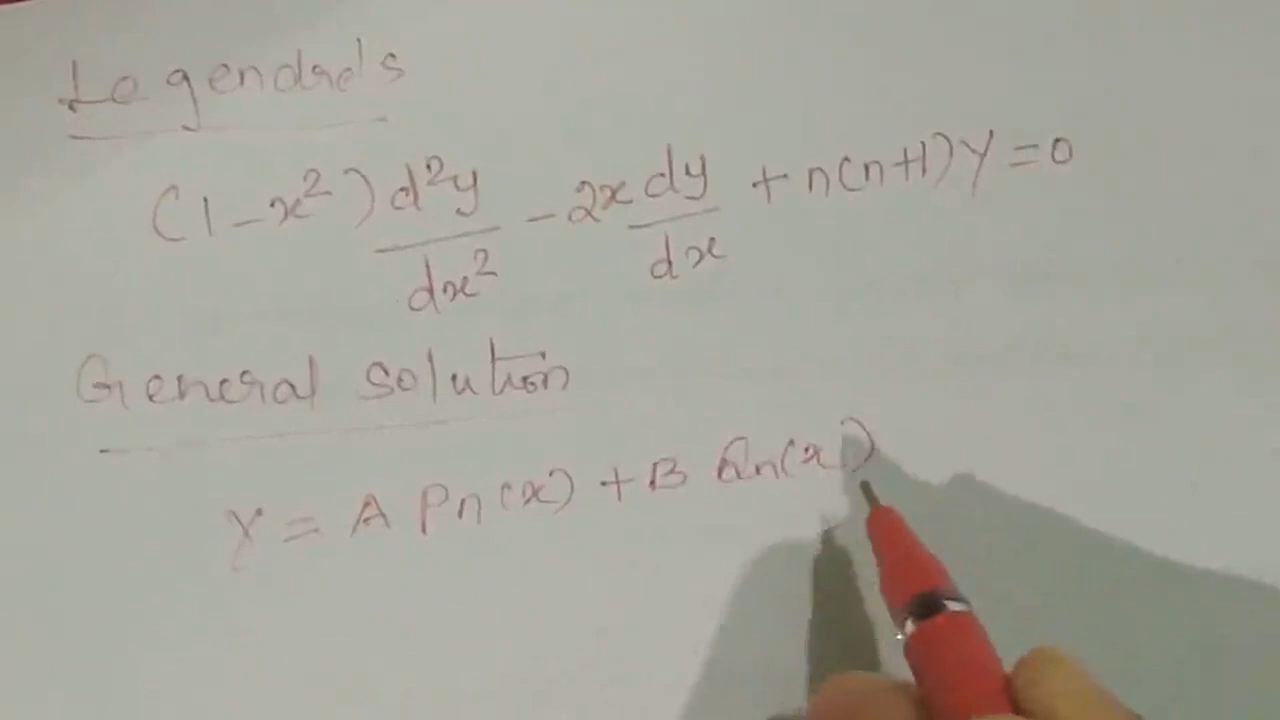 Legendre's
(1-x²) d²y/dx² - 2x dy/dx + n(n+1)y = 0
General solution
y = A Pn(x) + B Qn(x)